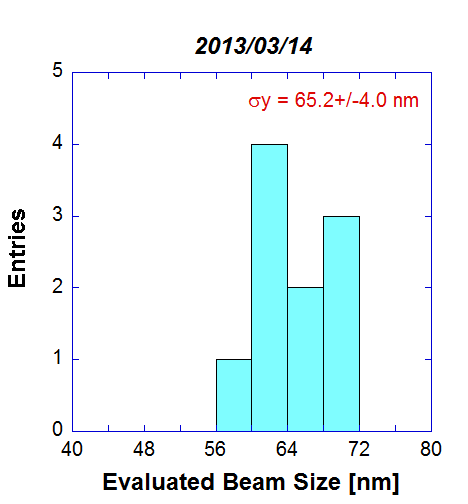 2013/03/14
5
σy = 65.2+/-4.0 nm
4
3
2
1
0
Entries
40 48 56 64 72 80
Evaluated Beam Size [nm]